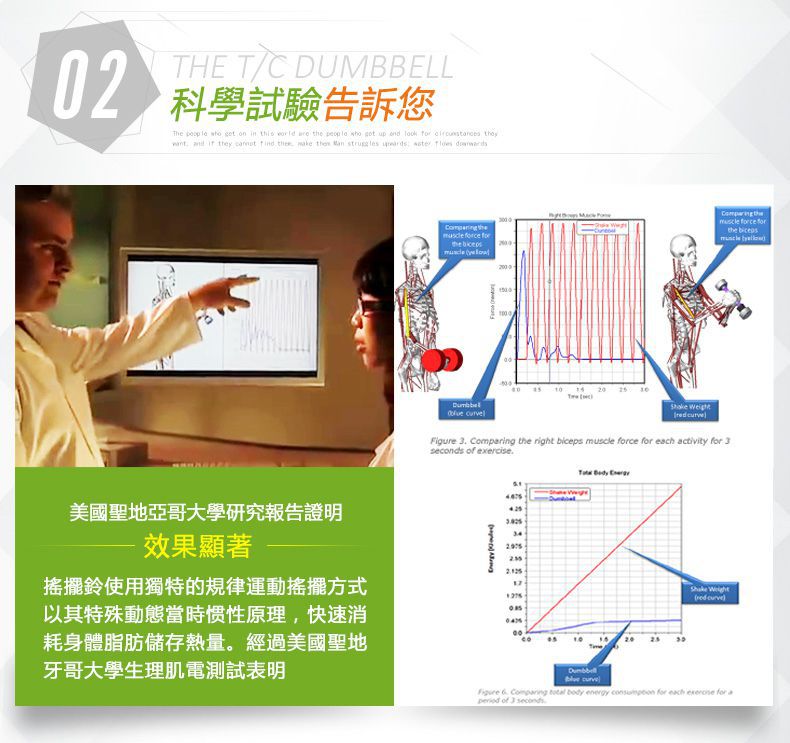 02
THE T/C DUMBBELL
科學試驗告訴您
The people who get on in this world are the people who get up and look for circumstances they
want, and if they cannot find them, make them Man struggles upwards; water flows downwards
美國聖地亞哥大學研究報告證明
效果顯著
搖擺鈴使用獨特的規律運動搖擺方式
以其特殊動態當時慣性原理，快速消
耗身體脂肪儲存熱量。經過美國聖地
牙哥大學生理肌電測試表明
Comparing the
muscle force for
the biceps
muscle (yellow)
Right Biceps Muscle Force
Shake Weight
Dumbbell
Comparing the
muscle force for
the biceps
muscle (yellow)
Force (newton)
300.0
250.0
200.0
150.0
100.0
0.0
-50.0
0.0 0.5 1.0 1.5 2.0 2.5 3.0
Time (sec)
Dumbbell
(blue curve)
Shake Weight
(red curve)
Figure 3. Comparing the right biceps muscle force for each activity for 3
seconds of exercise.
Total Body Energy
Shake Weight
Dumbbell
Energy (KJoules)
5.1
4.675
4.25
3.825
3.4
2.975
2.55
2.125
1.7
1.275
0.85
0.425
0.0
0.0 0.5 1.0 1.5 2.0 2.5 3.0
Shake Weight
(red curve)
Dumbbell
(blue curve)
Figure 6. Comparing total body energy consumption for each exercise for a
period of 3 seconds.